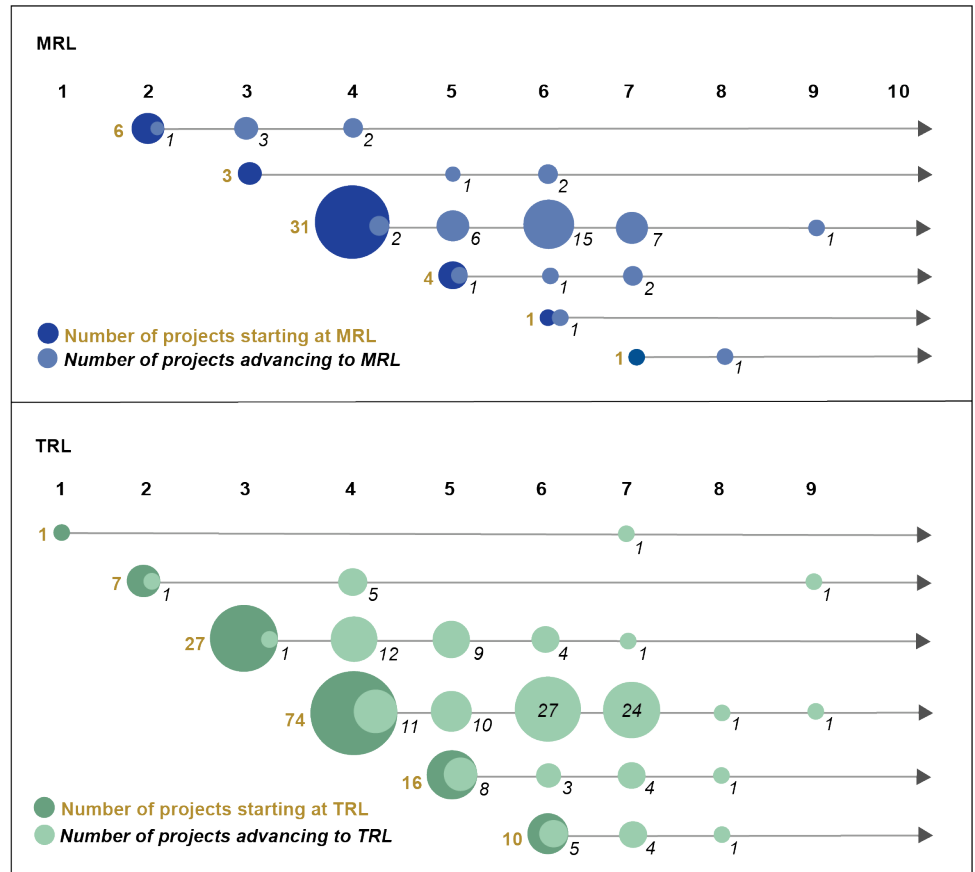 MRL
1 2 3 4 5 6 7 8 9 10
6 1 3 2
3 1 2
31 2 6 15 7 1
4 1 1 2
1 1
Number of projects starting at MRL
1 1
Number of projects advancing to MRL
TRL
1 2 3 4 5 6 7 8 9
1 1
7 1 5 1
27 1 12 9 4 1
74 11 10 27 24 1 1
16 8 3 4 1
Number of projects starting at TRL
10 5 4 1
Number of projects advancing to TRL